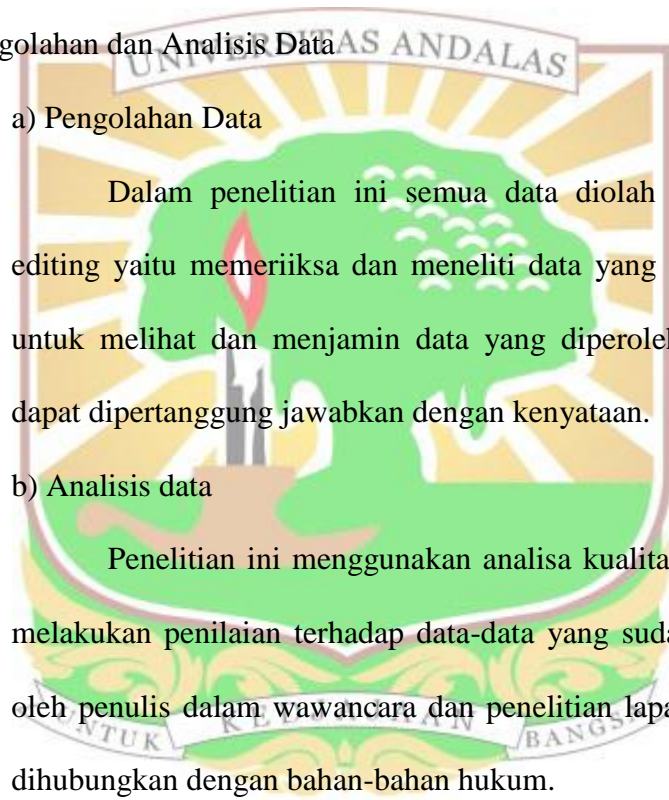 golahan dan Analisis Data
UNIVERSITAS ANDALAS
a) Pengolahan Data
Dalam penelitian ini semua data diolah
editing yaitu memeriiksa dan meneliti data yang
untuk melihat dan menjamin data yang diperoleh
dapat dipertanggung jawabkan dengan kenyataan.
b) Analisis data
Penelitian ini menggunakan analisa kualita
melakukan penilaian terhadap data-data yang suda
oleh penulis dalam wawancara dan penelitian lapa
UNTUK KEDJAJAAN BANGSA
dihubungkan dengan bahan-bahan hukum.